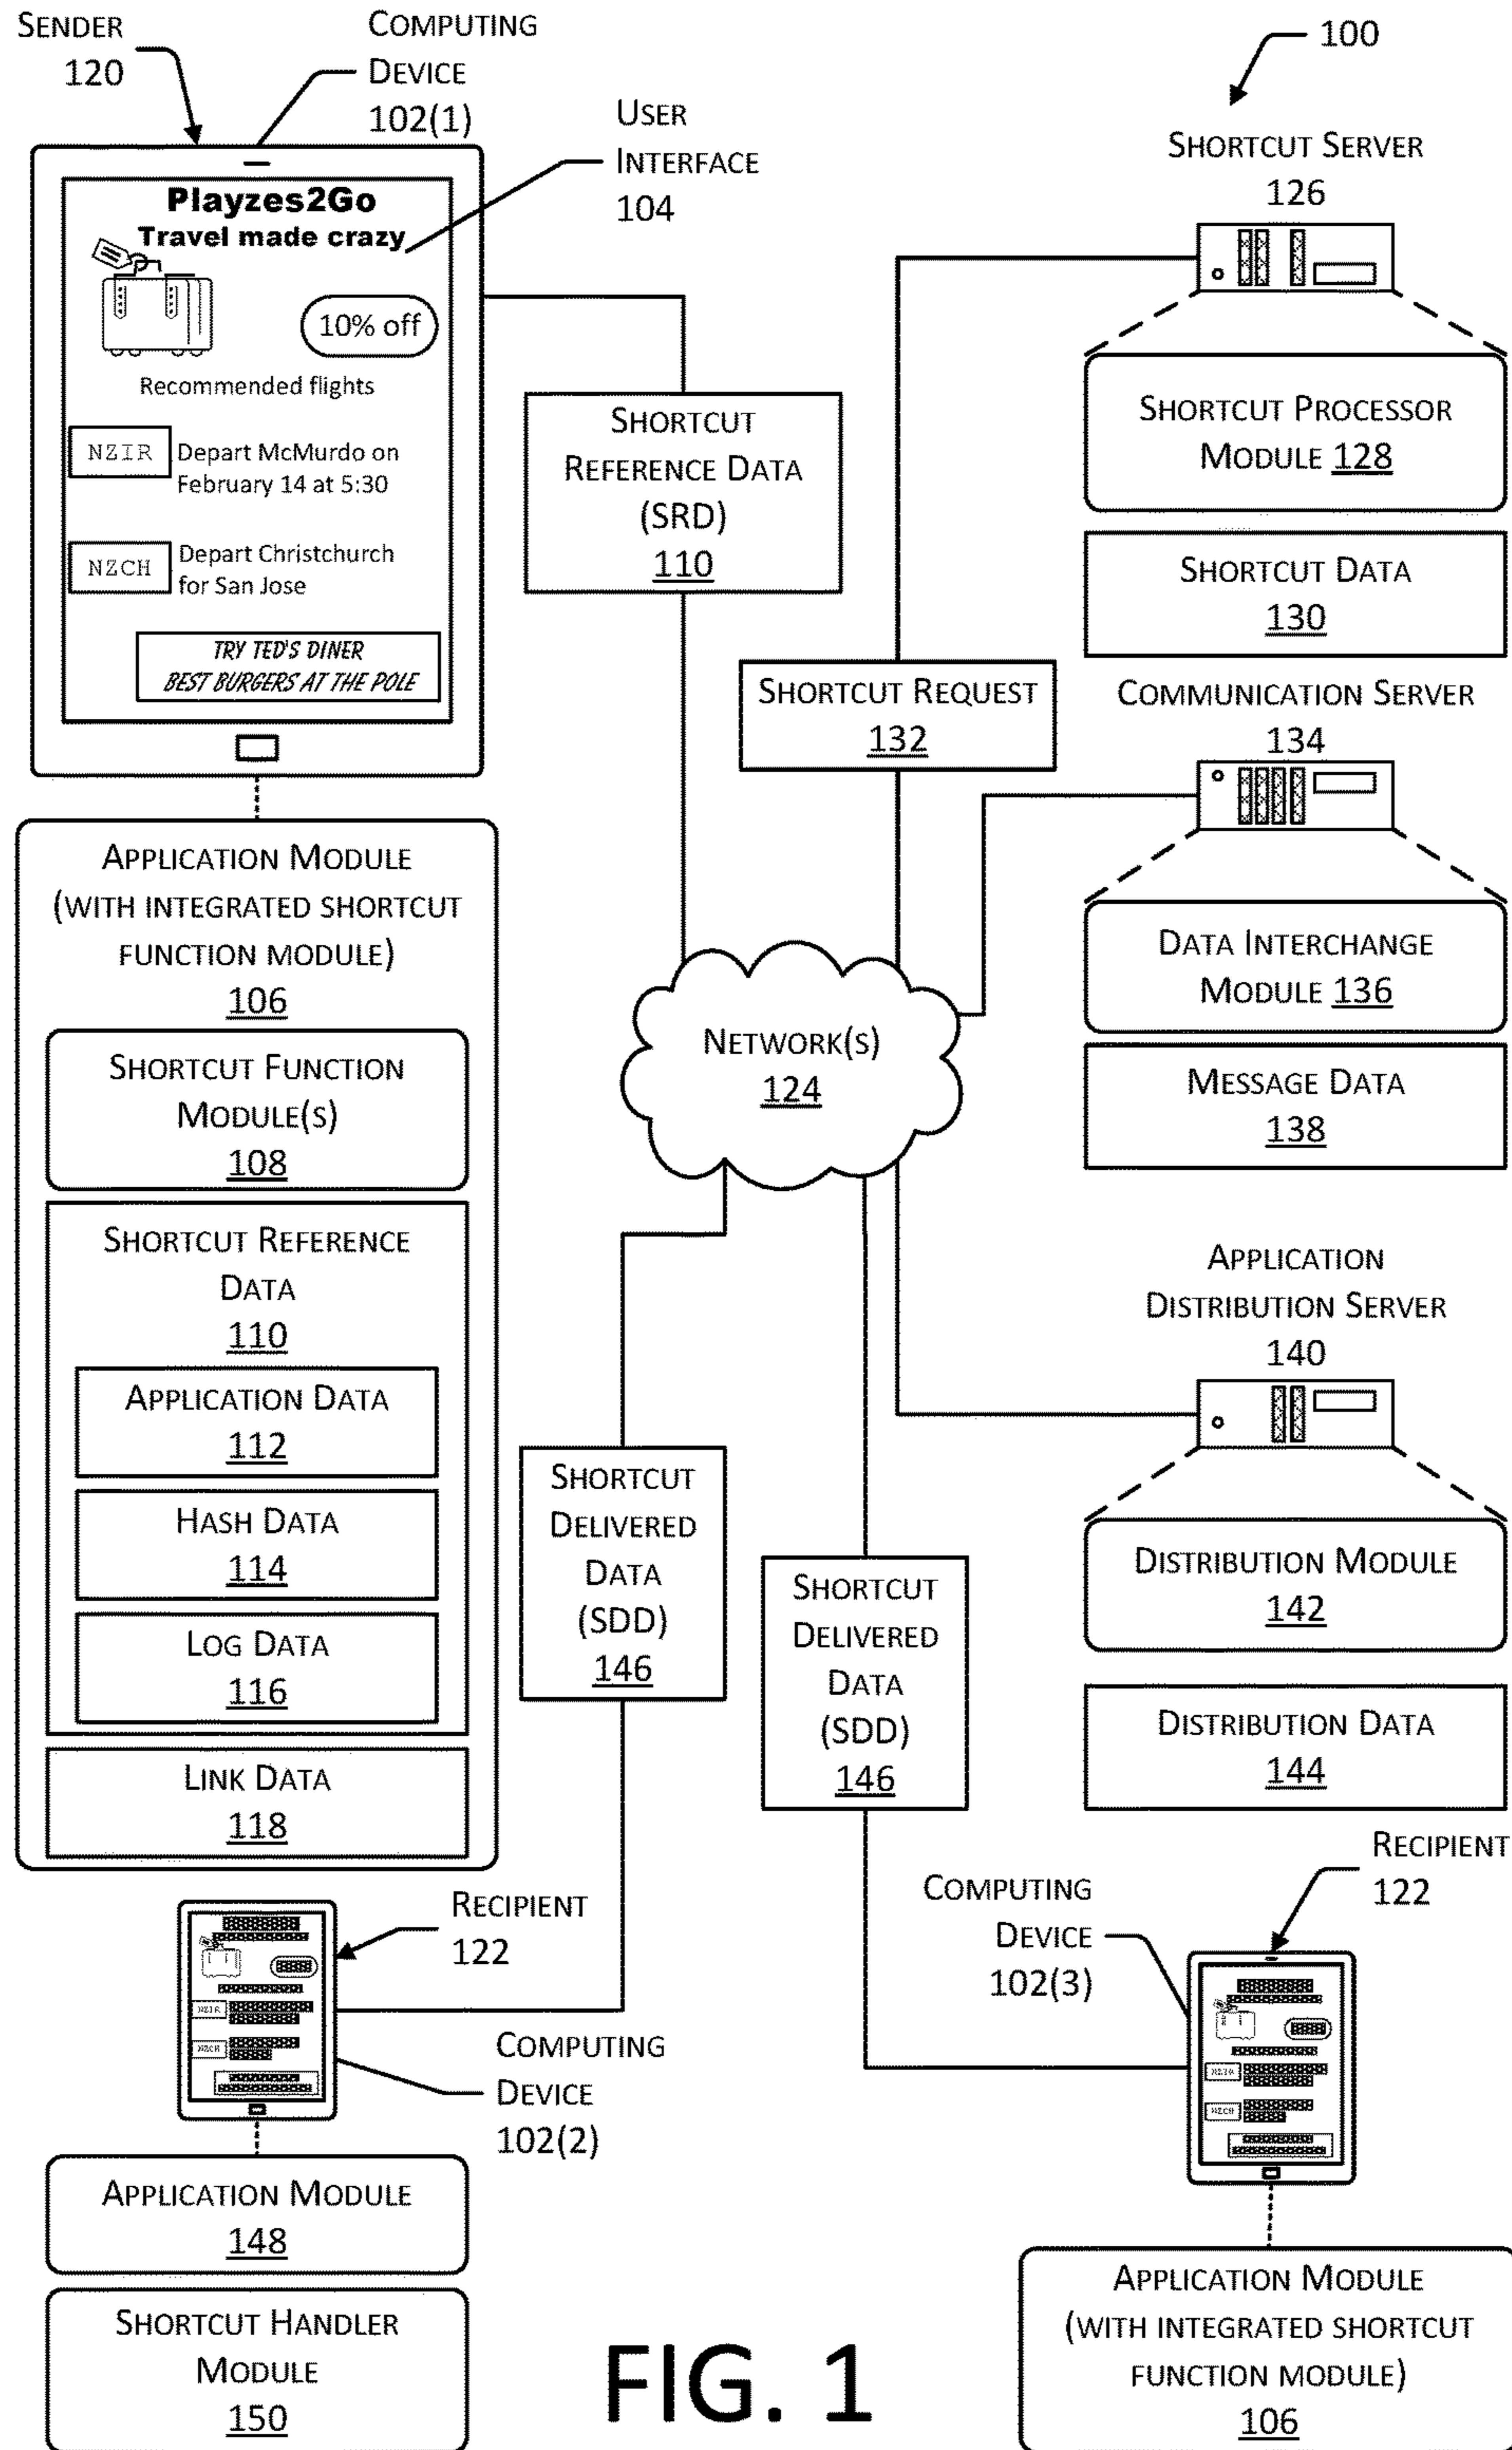 SENDER
120
COMPUTING
DEVICE
102(1)
USER
INTERFACE
104
100
Playzes2Go
Travel made crazy
10% off
Recommended flights
NZIR
Depart McMurdo on
February 14 at 5:30
NZCH
Depart Christchurch
for San Jose
TRY TED'S DINER
BEST BURGERS AT THE POLE
APPLICATION MODULE
(WITH INTEGRATED SHORTCUT
FUNCTION MODULE)
106
SHORTCUT FUNCTION
MODULE(S)
108
SHORTCUT REFERENCE
DATA
110
APPLICATION DATA
112
HASH DATA
114
LOG DATA
116
LINK DATA
118
SHORTCUT
REFERENCE DATA
(SRD)
110
SHORTCUT REQUEST
132
NETWORK(S)
124
SHORTCUT SERVER
126
SHORTCUT PROCESSOR
MODULE 128
SHORTCUT DATA
130
COMMUNICATION SERVER
134
DATA INTERCHANGE
MODULE 136
MESSAGE DATA
138
APPLICATION
DISTRIBUTION SERVER
140
DISTRIBUTION MODULE
142
DISTRIBUTION DATA
144
SHORTCUT
DELIVERED
DATA
(SDD)
146
SHORTCUT
DELIVERED
DATA
(SDD)
146
RECIPIENT
122
NZIR
NZCH
COMPUTING
DEVICE
102(2)
APPLICATION MODULE
148
SHORTCUT HANDLER
MODULE
150
COMPUTING
DEVICE
102(3)
RECIPIENT
122
NZIR
NZCH
APPLICATION MODULE
(WITH INTEGRATED SHORTCUT
FUNCTION MODULE)
106
FIG. 1